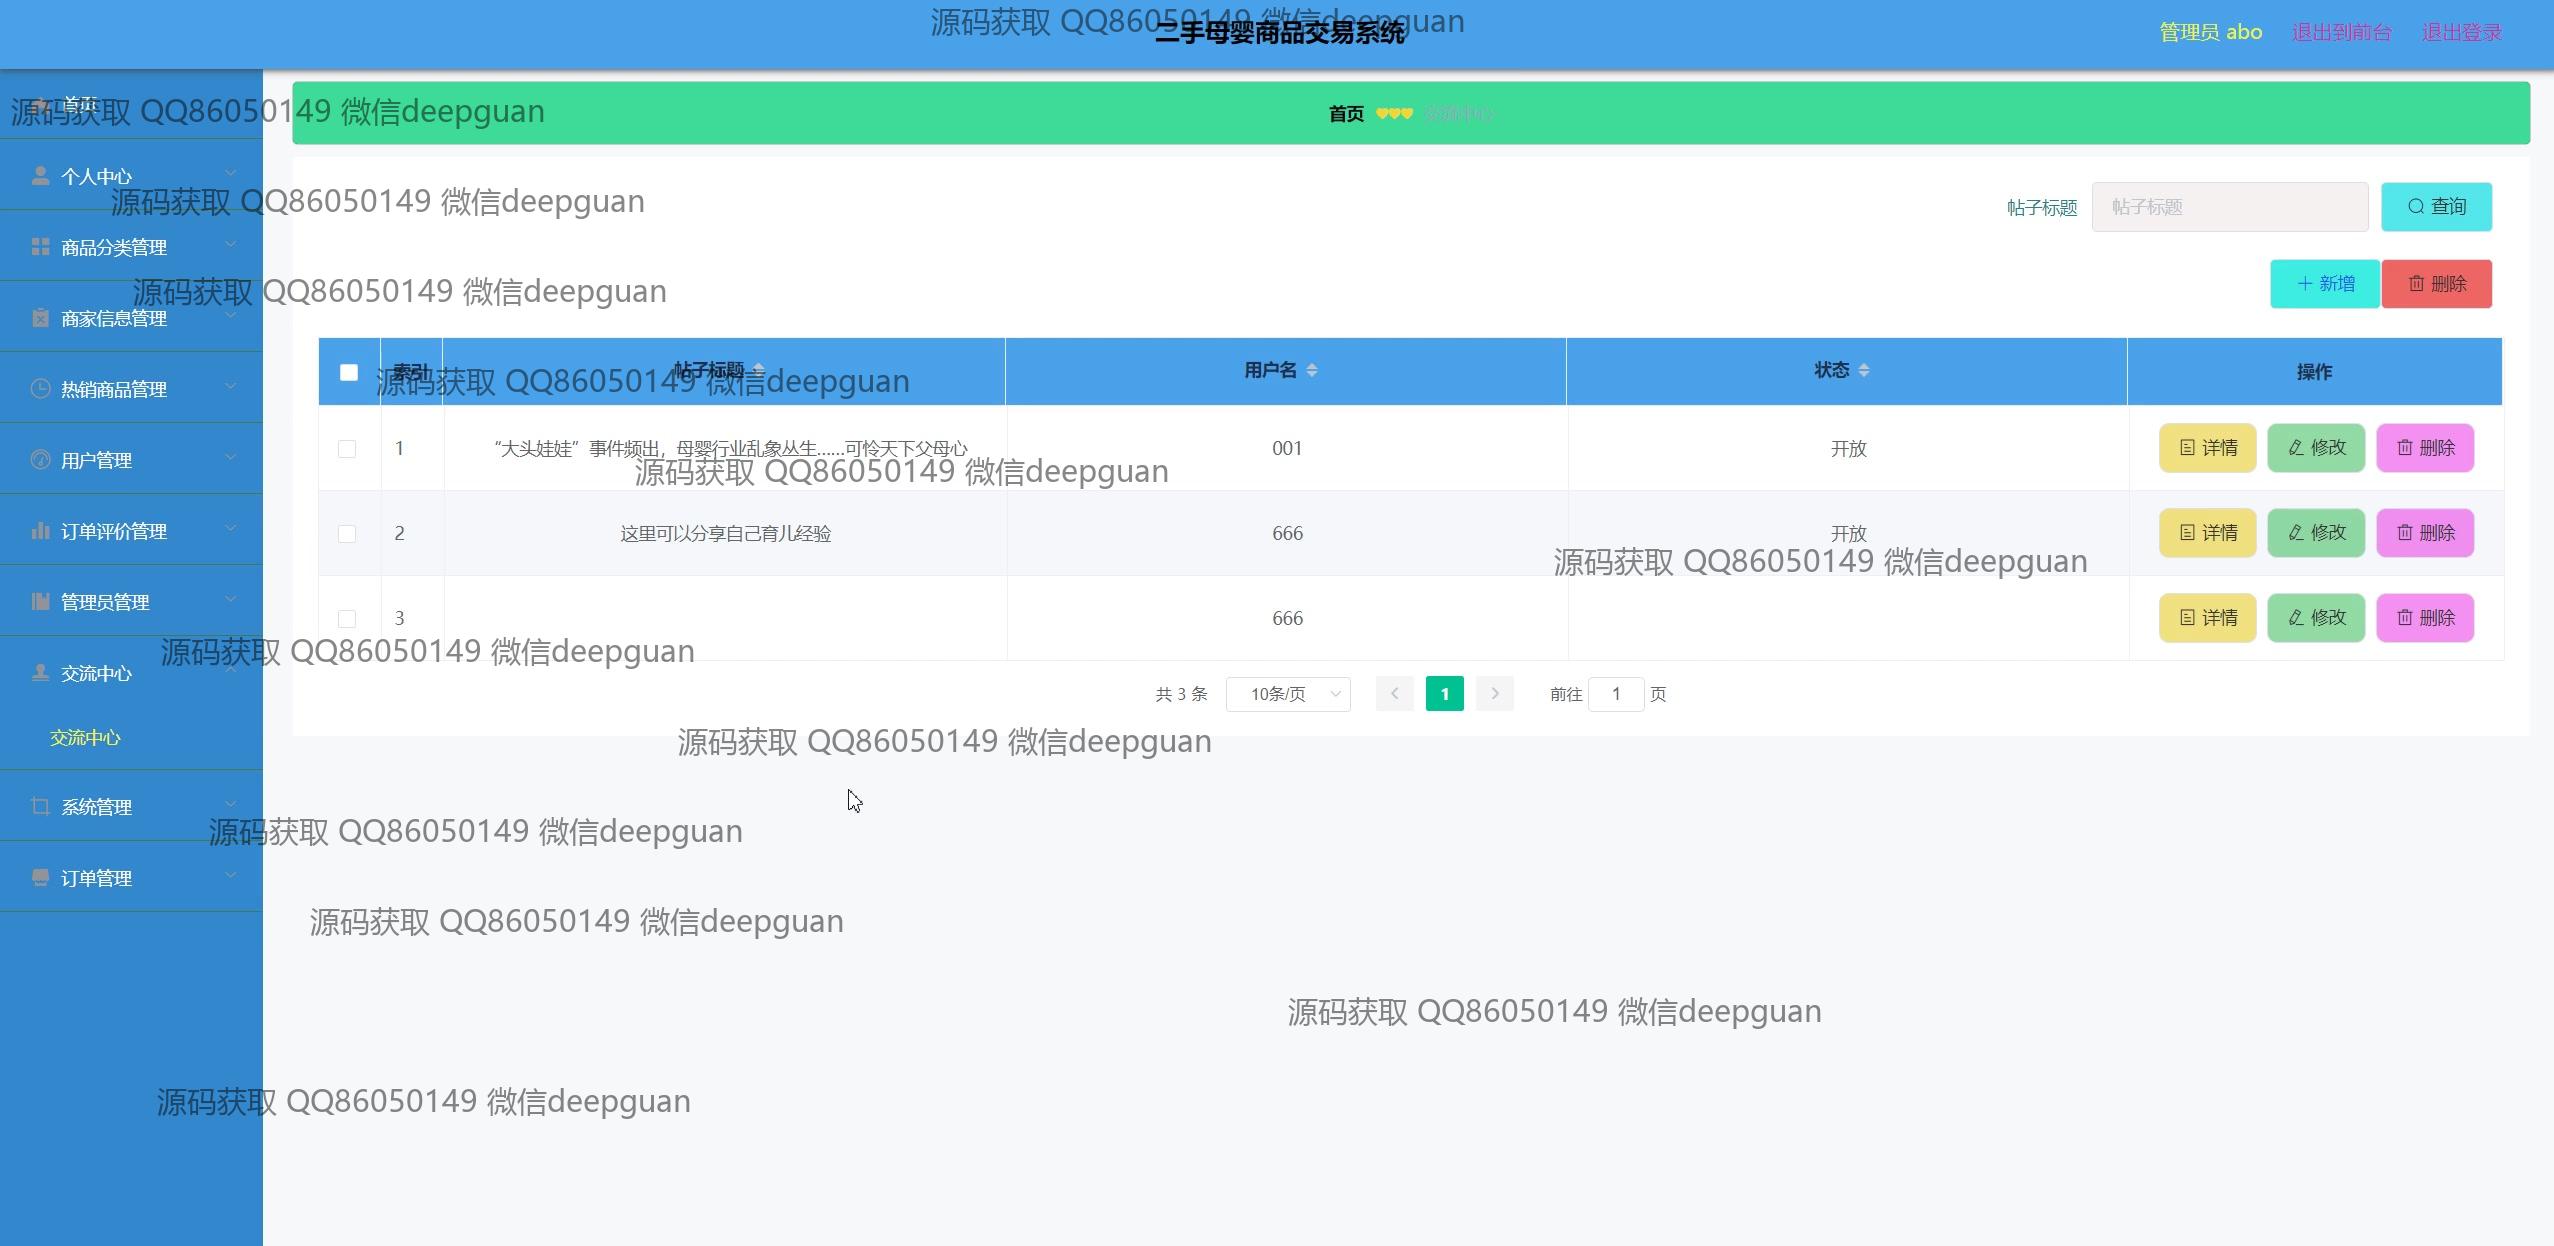 源码获取 QQ86050149 微信deepguan
二手母婴商品交易系统
管理员 abo 退出到前台 退出登录
首页
源码获取 QQ86050149 微信deepguan
首页 交流中心
个人中心
源码获取 QQ86050149 微信deepguan
帖子标题 帖子标题 查询
商品分类管理
源码获取 QQ86050149 微信deepguan
新增 删除
商家信息管理
索引 帖子标题 用户名 状态 操作
源码获取 QQ86050149 微信deepguan
热销商品管理
1 “大头娃娃”事件频出，母婴行业乱象丛生......可怜天下父母心 001 开放 详情 修改 删除
用户管理
源码获取 QQ86050149 微信deepguan
订单评价管理
2 这里可以分享自己育儿经验 666 开放 详情 修改 删除
源码获取 QQ86050149 微信deepguan
管理员管理
3 666 详情 修改 删除
源码获取 QQ86050149 微信deepguan
交流中心
共 3 条 10条/页 1 前往 1 页
交流中心
源码获取 QQ86050149 微信deepguan
系统管理
源码获取 QQ86050149 微信deepguan
订单管理
源码获取 QQ86050149 微信deepguan
源码获取 QQ86050149 微信deepguan
源码获取 QQ86050149 微信deepguan